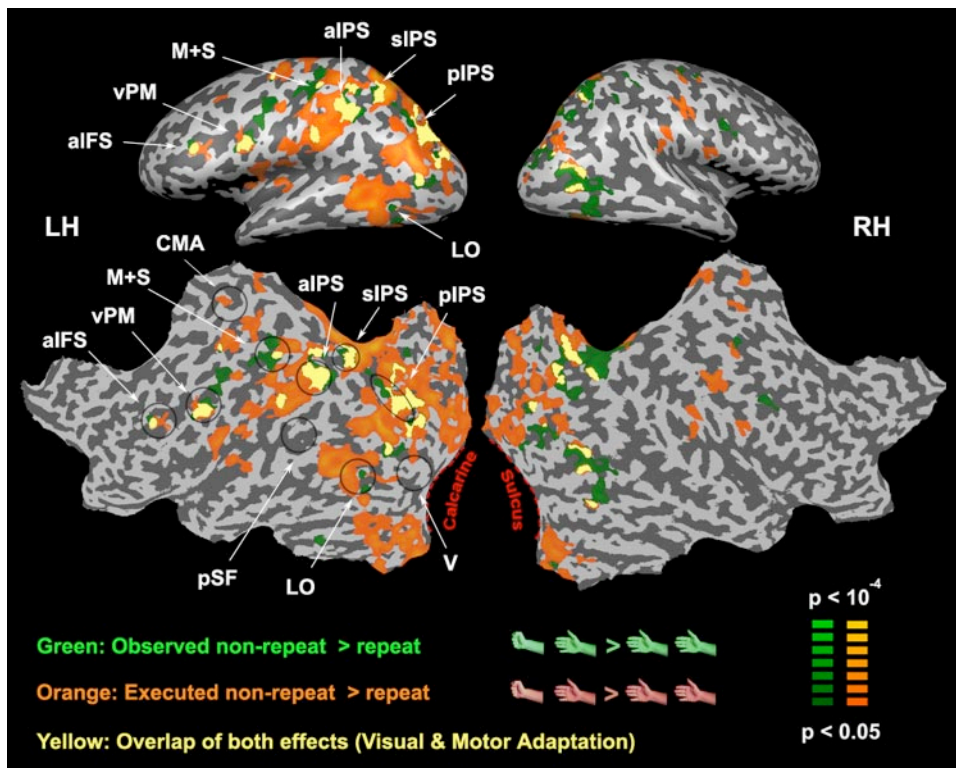 aIPS
sIPS
M+S
pIPS
vPM
aIFS
LH
RH
LO
CMA
M+S
aIPS
sIPS
pIPS
vPM
aIFS
Calcarine
Sulcus
pSF
LO
V
p < 10^-4
Green: Observed non-repeat > repeat
>
Orange: Executed non-repeat > repeat
>
p < 0.05
Yellow: Overlap of both effects (Visual & Motor Adaptation)